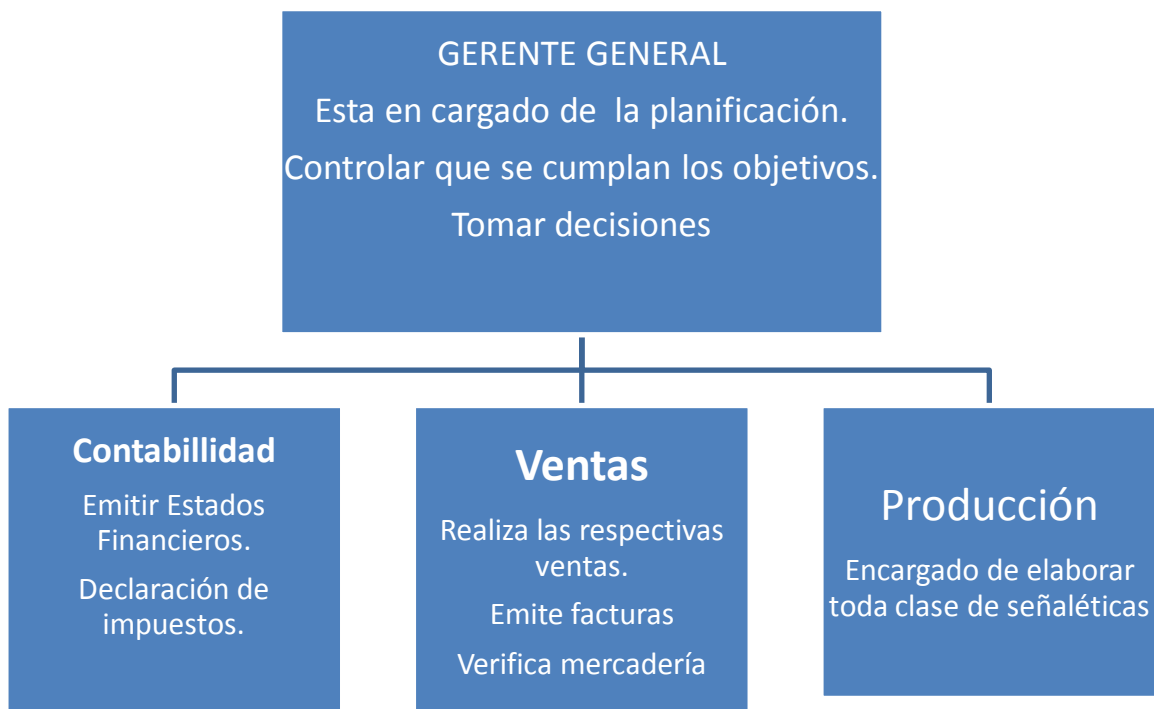 GERENTE GENERAL
Esta en cargado de  la planificación.
Controlar que se cumplan los objetivos.
Tomar decisiones
Contabillidad
Emitir Estados
Financieros.
Declaración de
impuestos.
Ventas
Realiza las respectivas
ventas.
Emite facturas
Verifica mercadería
Producción
Encargado de elaborar
toda clase de señaléticas